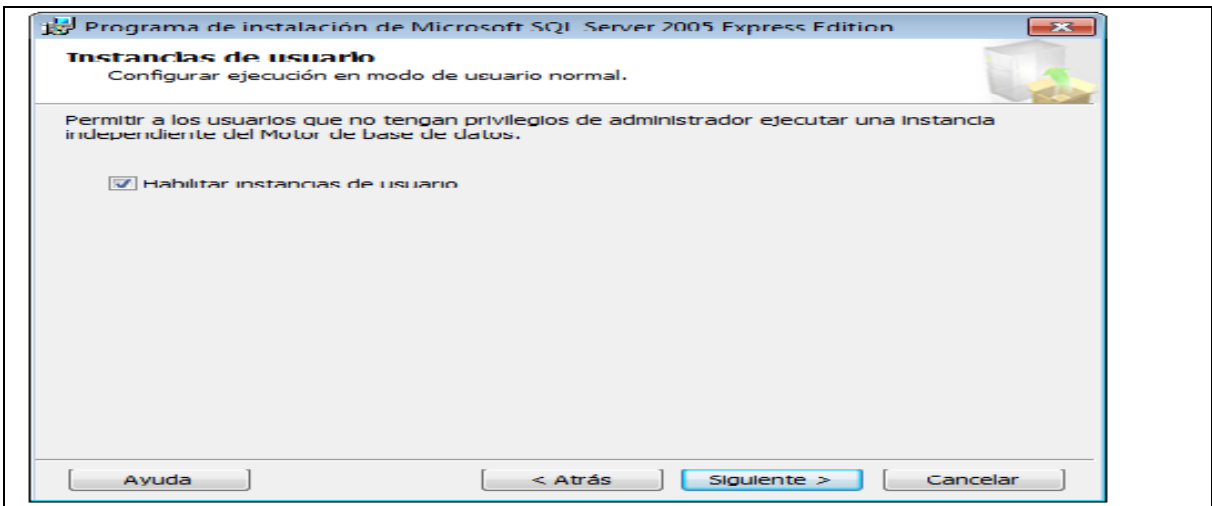 Programa de instalación de Microsoft SQL Server 2005 Express Edition
Instancias de usuario
Configurar ejecución en modo de usuario normal.
Permitir a los usuarios que no tengan privilegios de administrador ejecutar una instancia
independiente del Motor de base de datos.
Habilitar instancias de usuario
Ayuda
< Atrás
Siguiente >
Cancelar